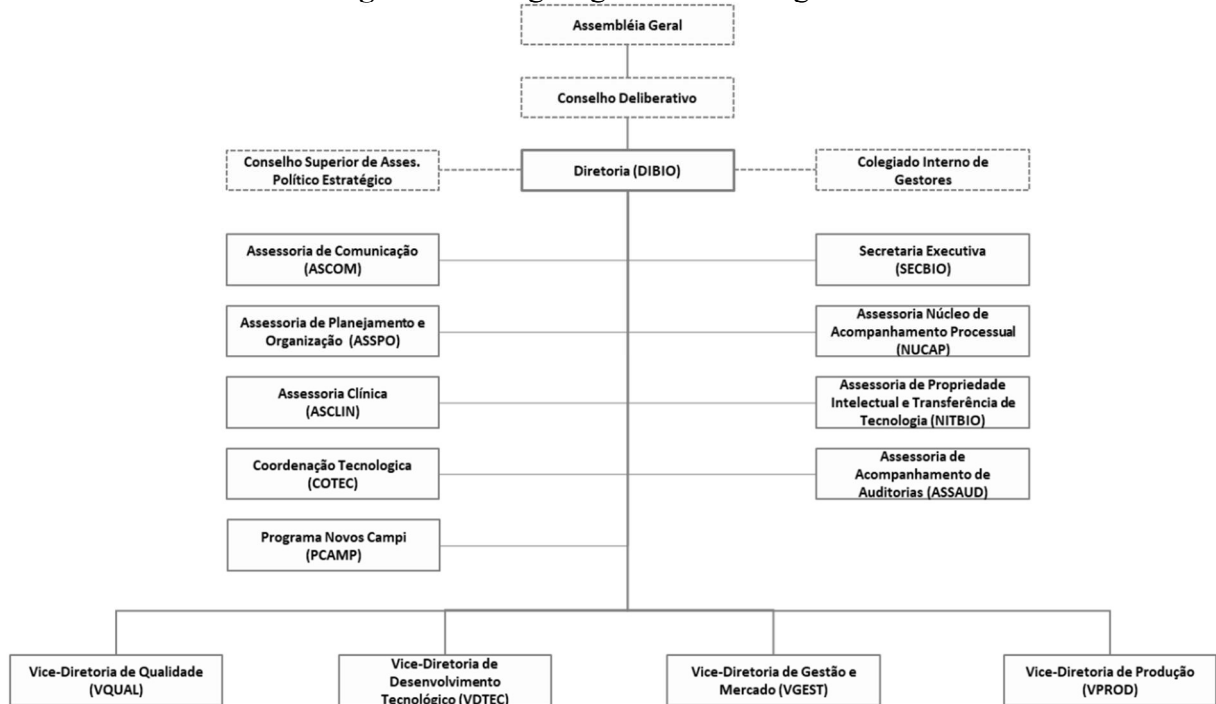 Assembléia Geral
Conselho Deliberativo
Conselho Superior de Asses.
Político Estratégico
Diretoria (DIBIO)
Colegiado Interno de
Gestores
Assessoria de Comunicação
(ASCOM)
Secretaria Executiva
(SECBIO)
Assessoria de Planejamento e
Organização (ASSPO)
Assessoria Núcleo de
Acompanhamento Processual
(NUCAP)
Assessoria Clínica
(ASCLIN)
Assessoria de Propriedade
Intelectual e Transferência de
Tecnologia (NITBIO)
Coordenação Tecnologica
(COTEC)
Assessoria de
Acompanhamento de
Auditorias (ASSAUD)
Programa Novos Campi
(PCAMP)
Vice-Diretoria de Qualidade
(VQUAL)
Vice-Diretoria de
Desenvolvimento
Tecnológico (VDTEC)
Vice-Diretoria de Gestão e
Mercado (VGEST)
Vice-Diretoria de Produção
(VPROD)